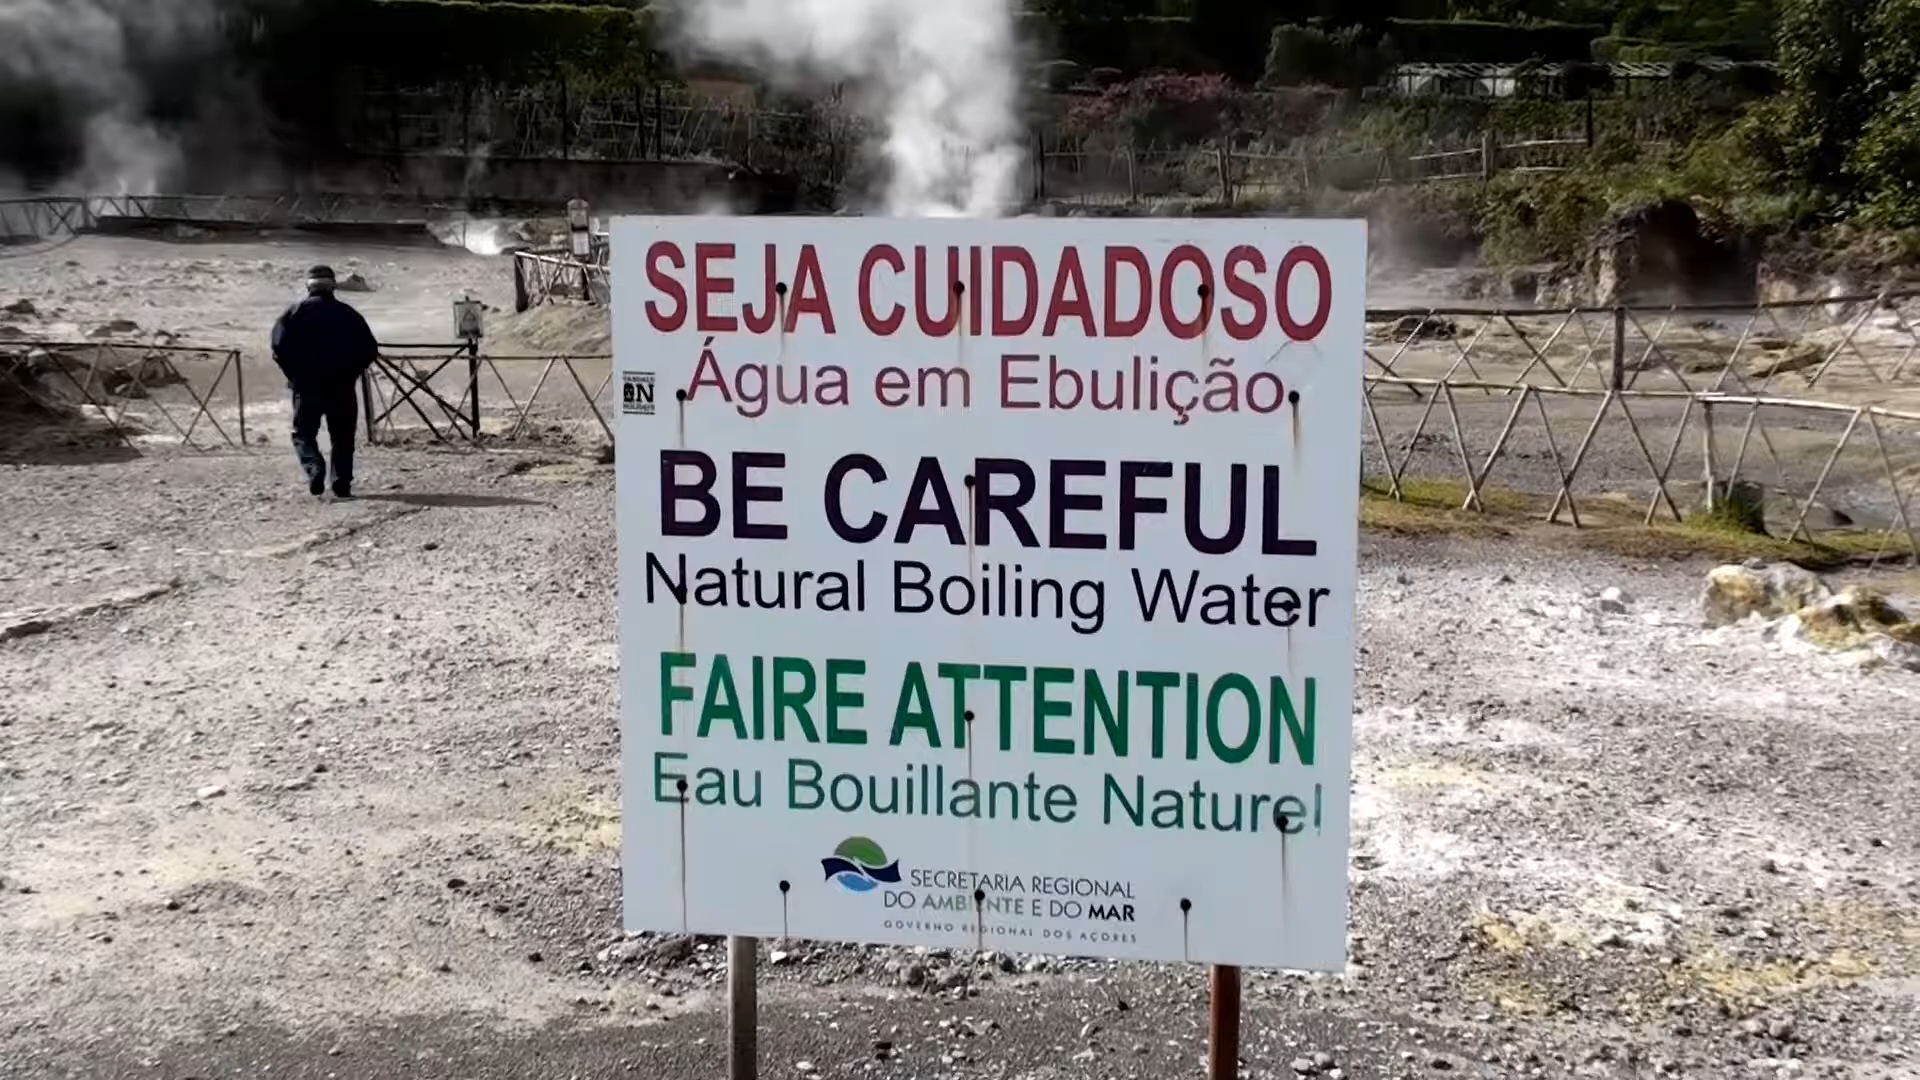 SEJA CUIDADOSO
Água em Ebulição
BE CAREFUL
Natural Boiling Water
FAIRE ATTENTION
Eau Bouillante Naturel
SECRETARIA REGIONAL
DO AMBIENTE E DO MAR
GOVERNO REGIONAL DOS AÇORES